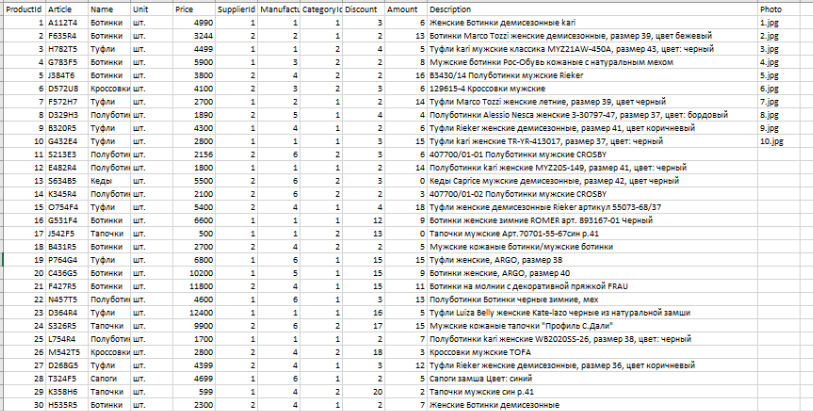 ProductId Article Name Unit Price SupplierId Manufactu CategoryId Discount Amount Description Photo
1 A112T4 Ботинки шт. 4990 1 1 1 3 6 Женские Ботинки демисезонные kari 1.jpg
2 F635R4 Ботинки шт. 3244 2 2 1 2 13 Ботинки Marco Tozzi женские демисезонные, размер 39, цвет бежевый 2.jpg
3 H782T5 Туфли шт. 4499 1 1 2 4 5 Туфли kari мужские классика MYZ21AW-450A, размер 43, цвет: черный 3.jpg
4 G783F5 Ботинки шт. 5900 1 3 2 2 8 Мужские ботинки Рос-Обувь кожаные с натуральным мехом 4.jpg
5 J384T6 Ботинки шт. 3800 2 4 2 2 16 B3430/14 Полуботинки мужские Rieker 5.jpg
6 D572U8 Кроссовки шт. 4100 2 3 2 3 6 129615-4 Кроссовки мужские 6.jpg
7 F572H7 Туфли шт. 2700 1 2 1 2 14 Туфли Marco Tozzi женские летние, размер 39, цвет черный 7.jpg
8 D329H3 Полуботин шт. 1890 2 5 1 4 4 Полуботинки Alessio Nesca женские 3-30797-47, размер 37, цвет: бордовый 8.jpg
9 B320R5 Туфли шт. 4300 1 4 1 2 6 Туфли Rieker женские демисезонные, размер 41, цвет коричневый 9.jpg
10 G432E4 Туфли шт. 2800 1 1 1 3 15 Туфли kari женские TR-YR-413017, размер 37, цвет: черный 10.jpg
11 S213E3 Полуботин шт. 2156 2 6 2 3 6 407700/01-01 Полуботинки мужские CROSBY
12 E482R4 Полуботин шт. 1800 1 1 1 2 14 Полуботинки kari женские MYZ20S-149, размер 41, цвет: черный
13 S634B5 Кеды шт. 5500 2 6 2 3 0 Кеды Caprice мужские демисезонные, размер 42, цвет черный
14 K345R4 Полуботин шт. 2100 2 6 2 2 3 407700/01-02 Полуботинки мужские CROSBY
15 O754F4 Туфли шт. 5400 2 4 1 4 18 Туфли женские демисезонные Rieker артикул 55073-68/37
16 G531F4 Ботинки шт. 6600 1 1 1 12 9 Ботинки женские зимние ROMER арт. 893167-01 Черный
17 J542F5 Тапочки шт. 500 1 1 2 13 0 Тапочки мужские Арт.70701-55-67син р.41
18 B431R5 Ботинки шт. 2700 2 4 2 2 5 Мужские кожаные ботинки/мужские ботинки
19 P764G4 Туфли шт. 6800 1 6 1 15 15 Туфли женские, ARGO, размер 38
20 C436G5 Ботинки шт. 10200 1 5 1 15 9 Ботинки женские, ARGO, размер 40
21 F427R5 Ботинки шт. 11800 2 4 1 15 11 Ботинки на молнии с декоративной пряжкой FRAU
22 N457T5 Полуботин шт. 4600 1 6 1 3 13 Полуботинки Ботинки черные зимние, мех
23 D364R4 Туфли шт. 12400 1 1 1 16 5 Туфли Luiza Belly женские Kate-lazo черные из натуральной замши
24 S326R5 Тапочки шт. 9900 2 6 2 17 15 Мужские кожаные тапочки "Профиль С.Дали"
25 L754R4 Полуботин шт. 1700 1 1 1 2 7 Полуботинки kari женские WB2020SS-26, размер 38, цвет: черный
26 M542T5 Кроссовки шт. 2800 2 4 2 18 3 Кроссовки мужские TOFA
27 D268G5 Туфли шт. 4399 2 4 1 3 12 Туфли Rieker женские демисезонные, размер 36, цвет коричневый
28 T324F5 Сапоги шт. 4699 1 6 1 2 5 Сапоги замша Цвет: синий
29 K358H6 Тапочки шт. 599 1 4 2 20 2 Тапочки мужские син р.41
30 H535R5 Ботинки шт. 2300 2 4 1 2 7 Женские Ботинки демисезонные